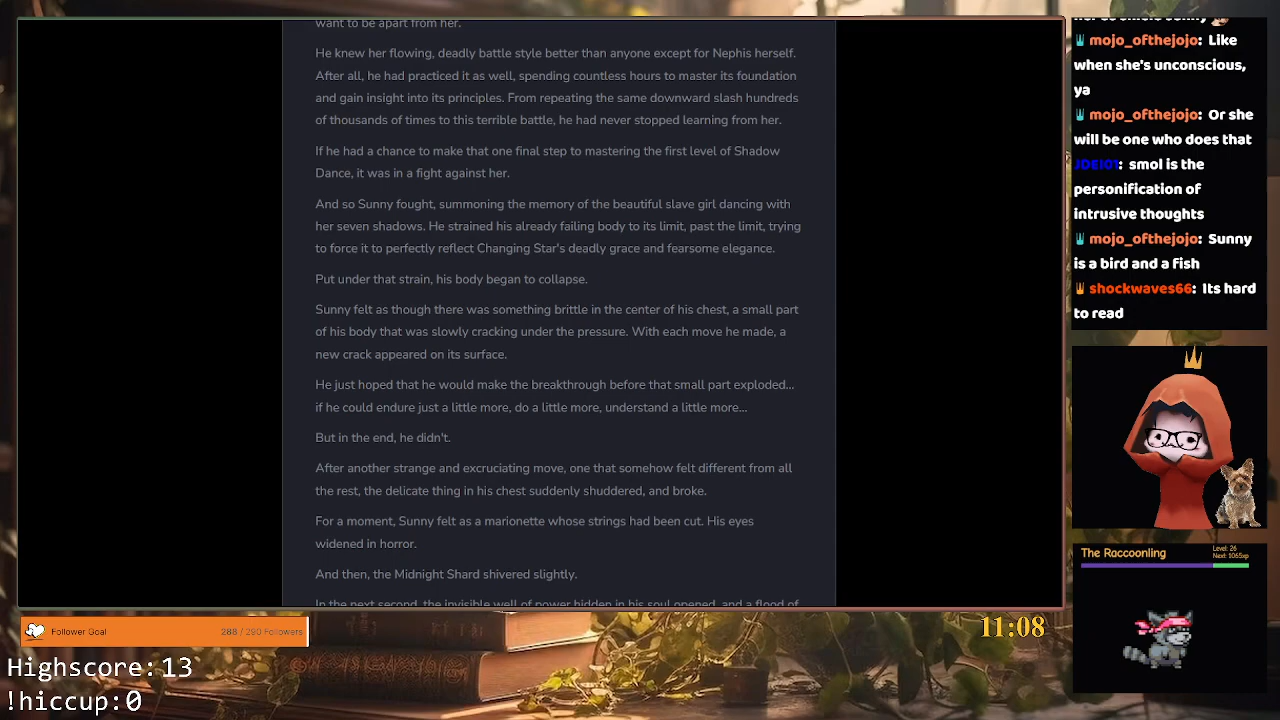 want to be apart from her.
He knew her flowing, deadly battle style better than anyone except for Nephis herself.
After all, he had practiced it as well, spending countless hours to master its foundation
and gain insight into its principles. From repeating the same downward slash hundreds
of thousands of times to this terrible battle, he had never stopped learning from her.
If he had a chance to make that one final step to mastering the first level of Shadow
Dance, it was in a fight against her.
And so Sunny fought, summoning the memory of the beautiful slave girl dancing with
her seven shadows. He strained his already failing body to its limit, past the limit, trying
to force it to perfectly reflect Changing Star's deadly grace and fearsome elegance.
Put under that strain, his body began to collapse.
Sunny felt as though there was something brittle in the center of his chest, a small part
of his body that was slowly cracking under the pressure. With each move he made, a
new crack appeared on its surface.
He just hoped that he would make the breakthrough before that small part exploded...
if he could endure just a little more, do a little more, understand a little more...
But in the end, he didn't.
After another strange and excruciating move, one that somehow felt different from all
the rest, the delicate thing in his chest suddenly shuddered, and broke.
For a moment, Sunny felt as a marionette whose strings had been cut. His eyes
widened in horror.
And then, the Midnight Shard shivered slightly.
In the next second, the invisible well of power hidden in his soul opened, and a flood of
mojo_ofthejojo: Like
when she's unconscious,
ya
mojo_ofthejojo: Or she
will be one who does that
JDEI01: smol is the
personification of
intrusive thoughts
mojo_ofthejojo: Sunny
is a bird and a fish
shockwaves66: Its hard
to read
The Raccoonling
Level: 26
Next: 1065xp
Follower Goal
288 / 290 Followers
11:08
Highscore:13
!hiccup:0